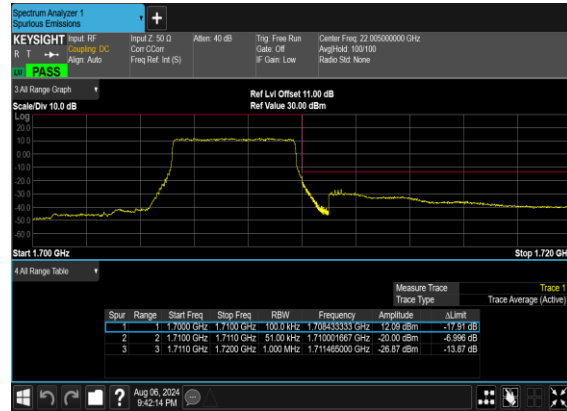 Spectrum Analyzer 1
Spurious Emissions
KEYSIGHT Input: RF Input Z: 50 Ω Atten: 40 dB Trig: Free Run Center Freq: 22.005000000 GHz
R T Coupling: DC Corr CCorr Gate: Off Avg|Hold: 100/100
Align: Auto Freq Ref: Int (S) IF Gain: Low Radio Std: None
LW PASS
3 All Range Graph
Ref Lvl Offset 11.00 dB
Scale/Div 10.0 dB Ref Value 30.00 dBm
Log
20.0
10.0
0.00
-10.0
-20.0
-30.0
-40.0
-50.0
-60.0
Start 1.700 GHz Stop 1.720 GH
4 All Range Table
Measure Trace Trace 1
Trace Type Trace Average (Active)
Spur Range Start Freq Stop Freq RBW Frequency Amplitude ΔLimit
1 1 1.7000 GHz 1.7100 GHz 100.0 kHz 1.708433333 GHz 12.09 dBm -17.91 dB
2 2 1.7100 GHz 1.7110 GHz 51.00 kHz 1.710001667 GHz -20.00 dBm -6.996 dB
3 3 1.7110 GHz 1.7200 GHz 1.000 MHz 1.711465000 GHz -26.87 dBm -13.87 dB
Aug 06, 2024
9:42:14 PM